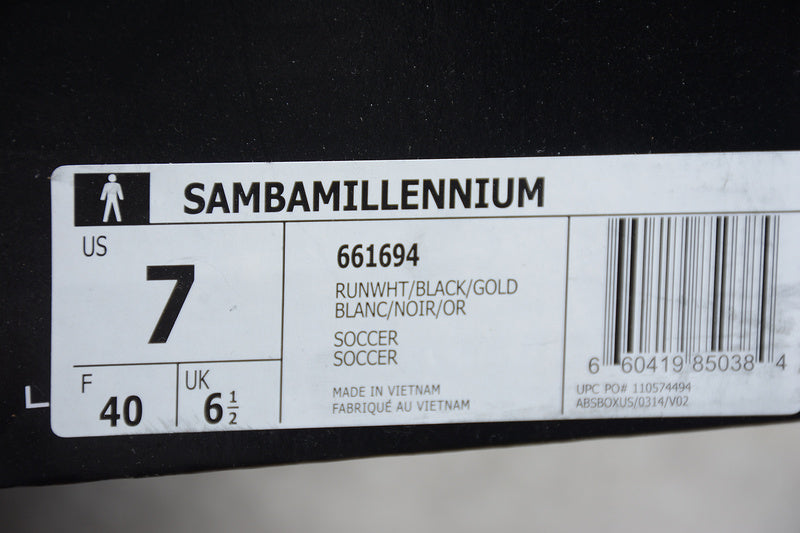 SAMBAMILLENNIUM
US
7
F
40
UK
6 1/2
661694
RUNWHT/BLACK/GOLD
BLANC/NOIR/OR
SOCCER
SOCCER
MADE IN VIETNAM
FABRIQUÉ AU VIETNAM
6 60419 85038 4
UPC PO# 110574494
ABSBOXUS/0314/V02